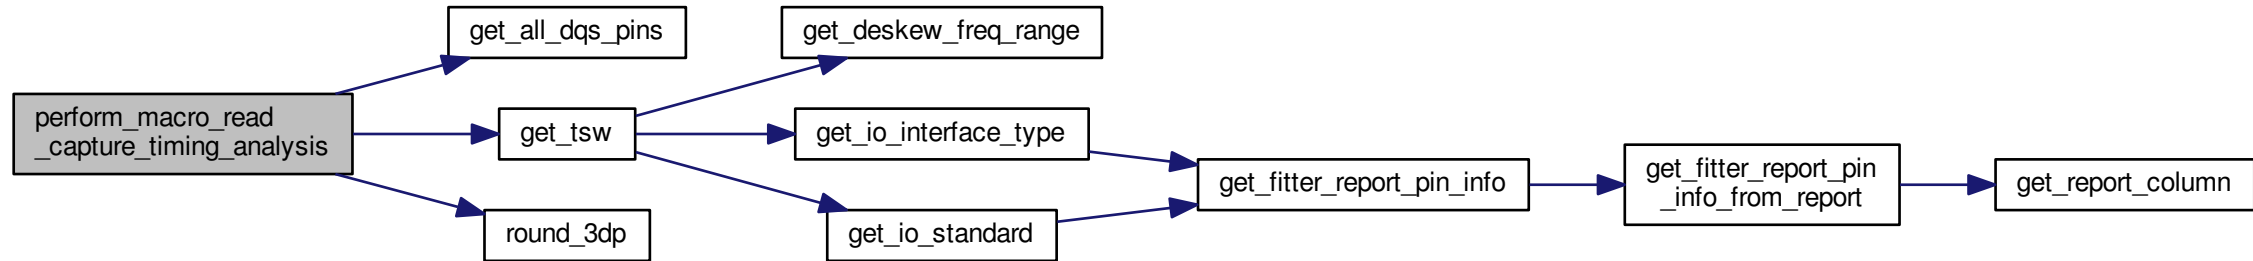 perform_macro_read
_capture_timing_analysis
get_all_dqs_pins
get_tsw
round_3dp
get_deskew_freq_range
get_io_interface_type
get_io_standard
get_fitter_report_pin_info
get_fitter_report_pin
_info_from_report
get_report_column